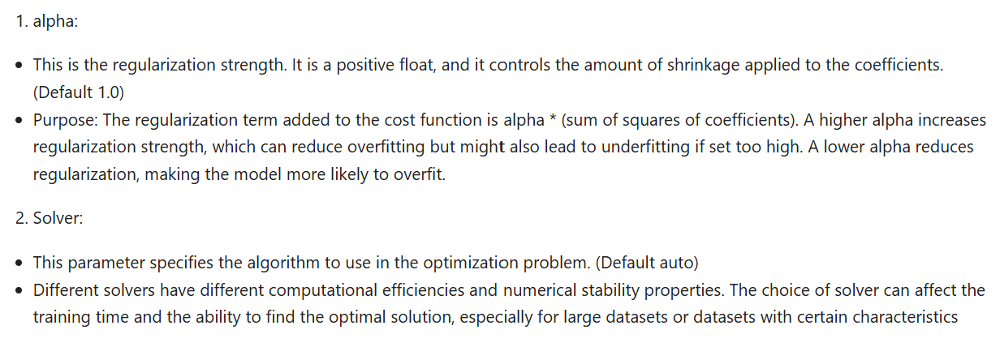 1. alpha:
• This is the regularization strength. It is a positive float, and it controls the amount of shrinkage applied to the coefficients.
(Default 1.0)
• Purpose: The regularization term added to the cost function is alpha * (sum of squares of coefficients). A higher alpha increases
regularization strength, which can reduce overfitting but might also lead to underfitting if set too high. A lower alpha reduces
regularization, making the model more likely to overfit.
2. Solver:
• This parameter specifies the algorithm to use in the optimization problem. (Default auto)
• Different solvers have different computational efficiencies and numerical stability properties. The choice of solver can affect the
training time and the ability to find the optimal solution, especially for large datasets or datasets with certain characteristics